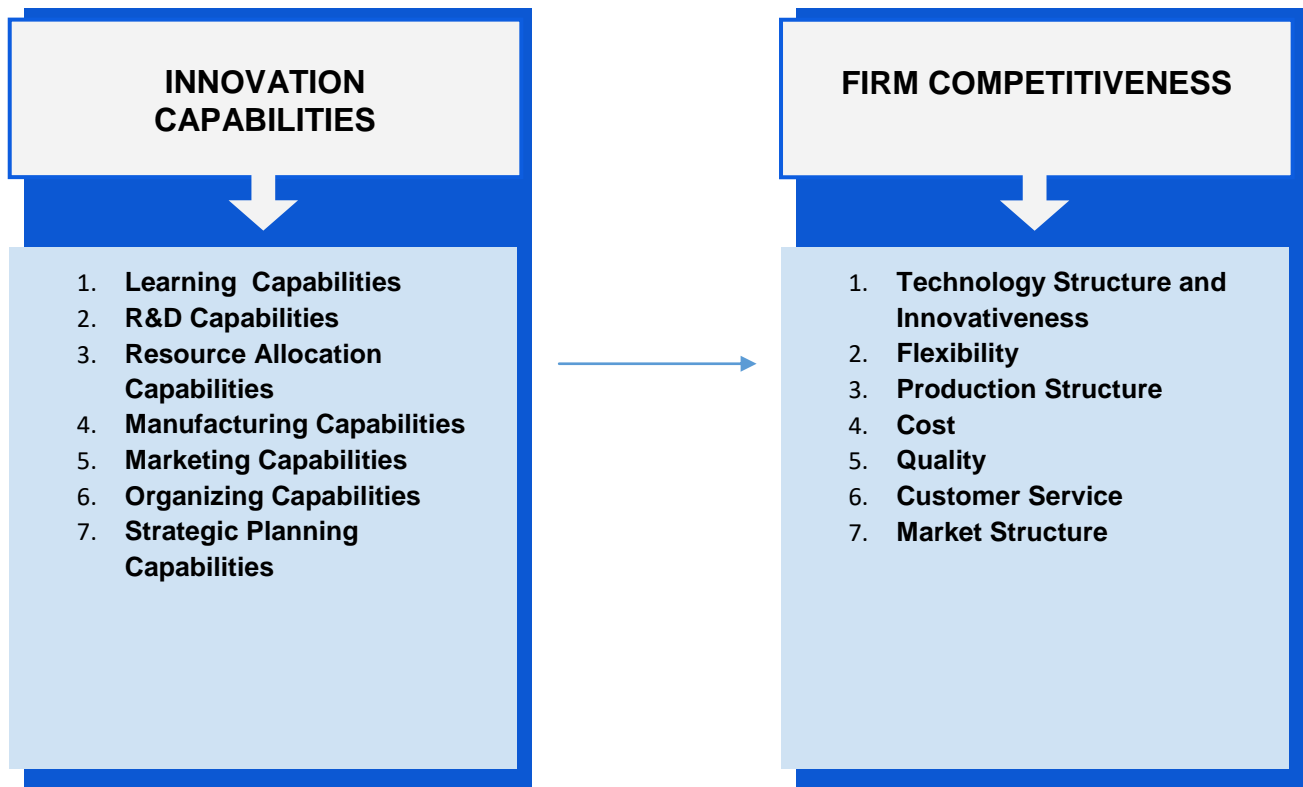 INNOVATION
CAPABILITIES
1. Learning Capabilities
2. R&D Capabilities
3. Resource Allocation
Capabilities
4. Manufacturing Capabilities
5. Marketing Capabilities
6. Organizing Capabilities
7. Strategic Planning
Capabilities
FIRM COMPETITIVENESS
1. Technology Structure and
Innovativeness
2. Flexibility
3. Production Structure
4. Cost
5. Quality
6. Customer Service
7. Market Structure